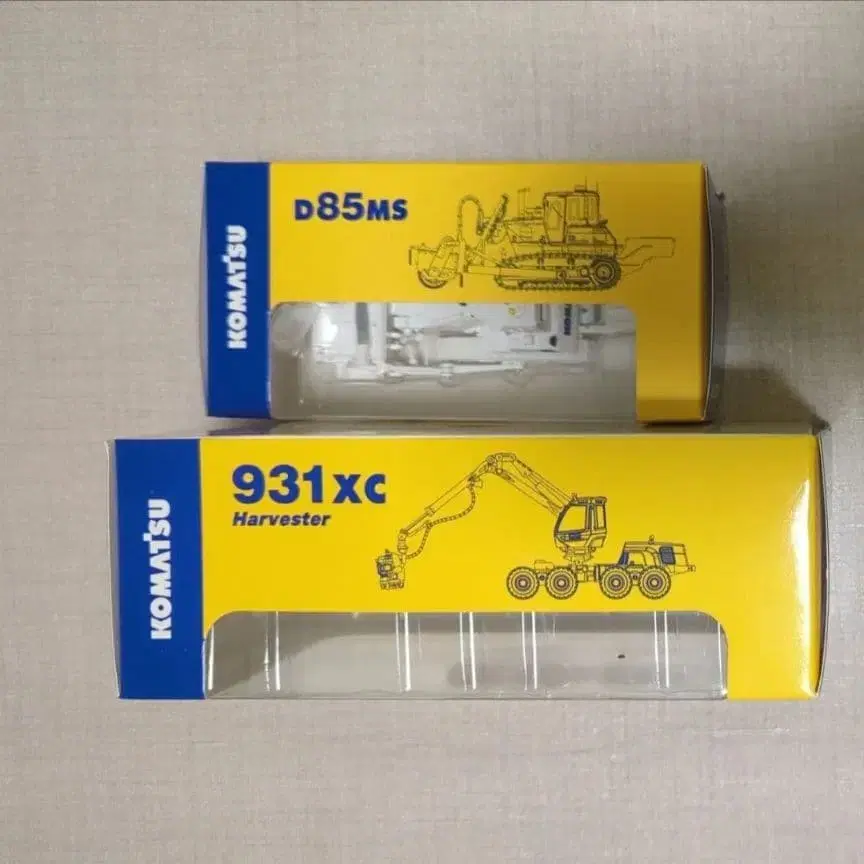 KOMATSU
D85MS
KOMATSU
931XC
Harvester